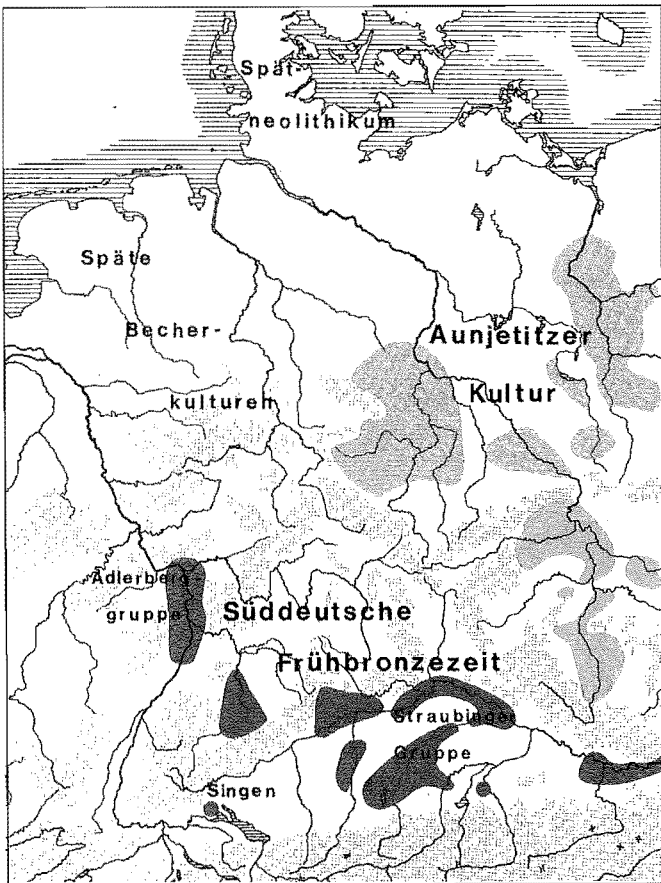 Spät-
neolithikum
Späte
Becher-
kulturen
Aunjetitzer
Kultur
Adlerberg-
gruppe
Süddeutsche
Frühbronzezeit
Straubinger
Gruppe
Singen